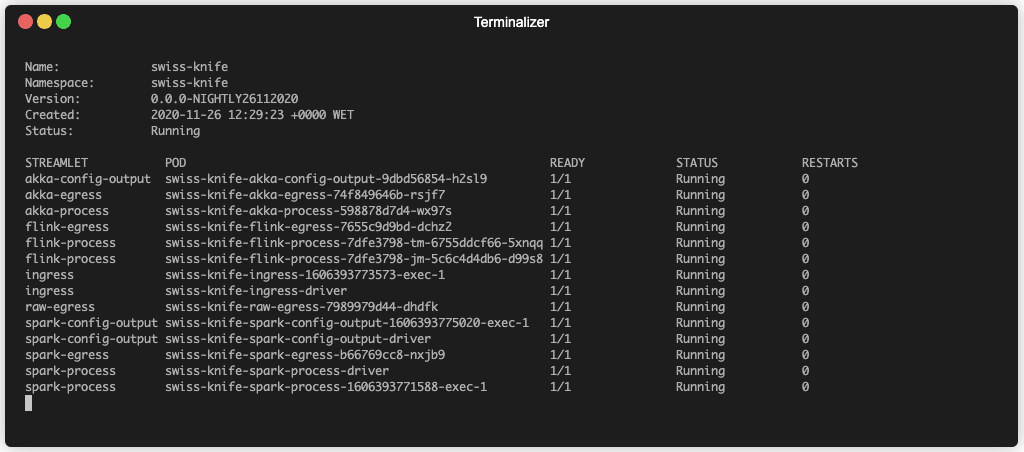 Terminalizer
Name: swiss-knife
Namespace: swiss-knife
Version: 0.0.0-NIGHTLY26112020
Created: 2020-11-26 12:29:23 +0000 WET
Status: Running
STREAMLET POD READY STATUS RESTARTS
akka-config-output swiss-knife-akka-config-output-9dbd56854-h2sl9 1/1 Running 0
akka-egress swiss-knife-akka-egress-74f849646b-rsjf7 1/1 Running 0
akka-process swiss-knife-akka-process-598878d7d4-wx97s 1/1 Running 0
flink-egress swiss-knife-flink-egress-7655c9d9bd-dchz2 1/1 Running 0
flink-process swiss-knife-flink-process-7dfe3798-tm-6755ddcf66-5xnqq 1/1 Running 0
flink-process swiss-knife-flink-process-7dfe3798-jm-5c6c4d4db6-d99s8 1/1 Running 0
ingress swiss-knife-ingress-1606393773573-exec-1 1/1 Running 0
ingress swiss-knife-ingress-driver 1/1 Running 0
raw-egress swiss-knife-raw-egress-7989979d44-dhdfk 1/1 Running 0
spark-config-output swiss-knife-spark-config-output-1606393775020-exec-1 1/1 Running 0
spark-config-output swiss-knife-spark-config-output-driver 1/1 Running 0
spark-egress swiss-knife-spark-egress-b66769cc8-nxjb9 1/1 Running 0
spark-process swiss-knife-spark-process-driver 1/1 Running 0
spark-process swiss-knife-spark-process-1606393771588-exec-1 1/1 Running 0